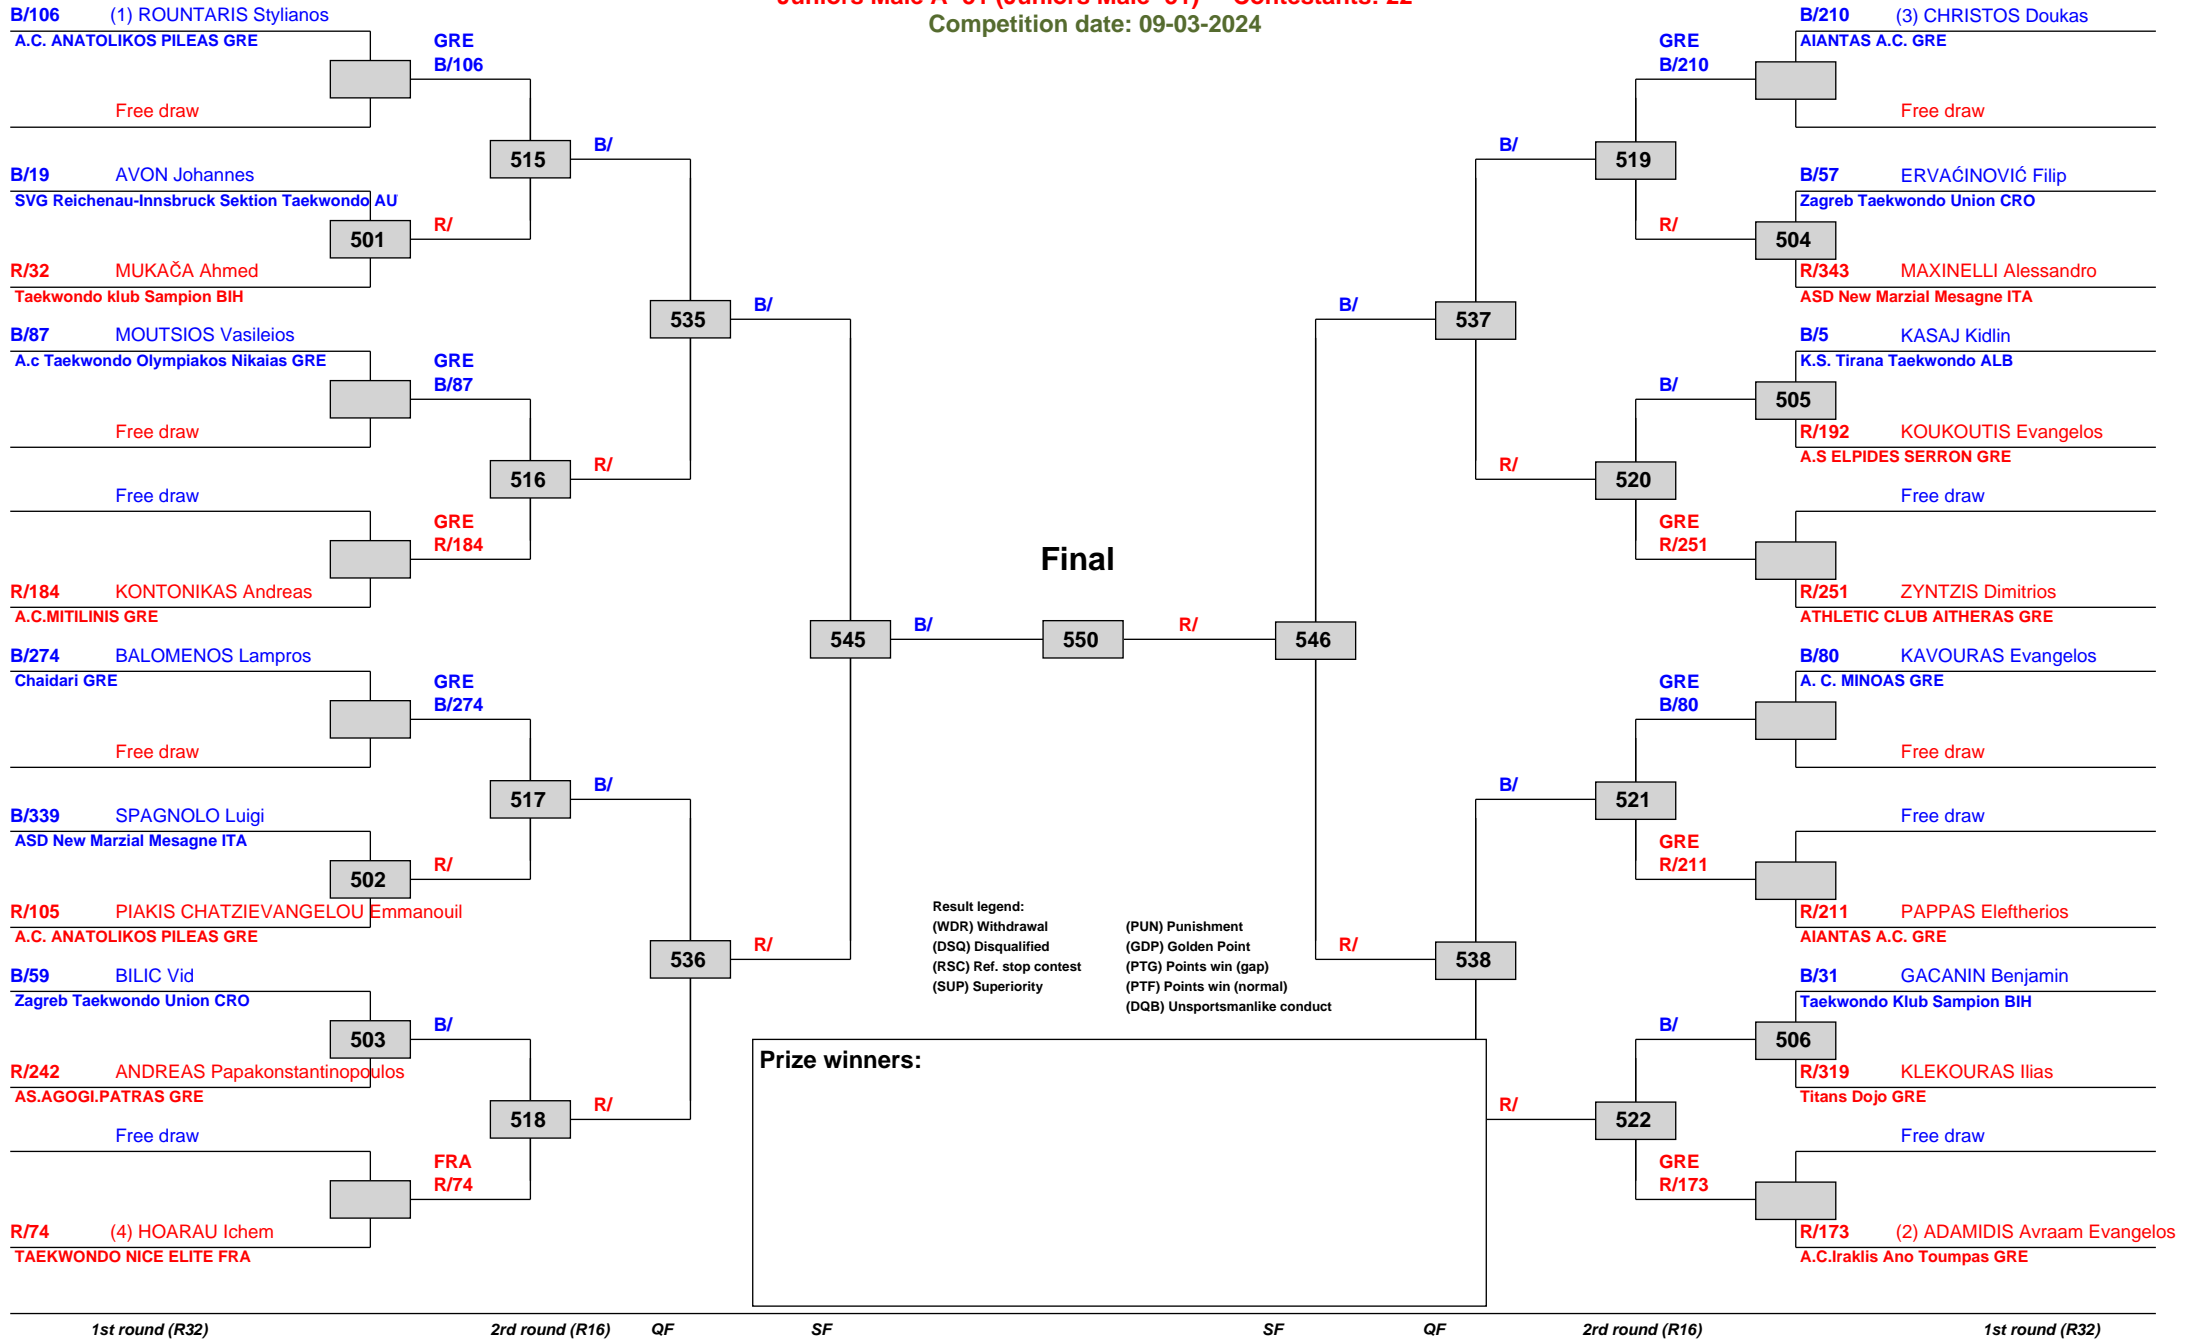 Competition date: 09-03-2024
B/106 (1) ROUNTARIS Stylianos
A.C. ANATOLIKOS PILEAS GRE
GRE
B/106
Free draw
515
B/
B/19 AVON Johannes
SVG Reichenau-Innsbruck Sektion Taekwondo AU
501
R/
R/32 MUKAČA Ahmed
Taekwondo klub Sampion BIH
535
B/
B/87 MOUTSIOS Vasileios
A.c Taekwondo Olympiakos Nikaias GRE
GRE
B/87
Free draw
516
R/
Free draw
GRE
R/184
R/184 KONTONIKAS Andreas
A.C.MITILINIS GRE
545
B/
B/274 BALOMENOS Lampros
Chaidari GRE
GRE
B/274
Free draw
517
B/
B/339 SPAGNOLO Luigi
ASD New Marzial Mesagne ITA
502
R/
R/105 PIAKIS CHATZIEVANGELOU Emmanouil
A.C. ANATOLIKOS PILEAS GRE
536
R/
B/59 BILIC Vid
Zagreb Taekwondo Union CRO
503
B/
R/242 ANDREAS Papakonstantinopoulos
AS.AGOGI.PATRAS GRE
518
R/
Free draw
FRA
R/74
R/74 (4) HOARAU Ichem
TAEKWONDO NICE ELITE FRA
Final
550
R/
546
B/210 (3) CHRISTOS Doukas
AIANTAS A.C. GRE
GRE
B/210
Free draw
B/
519
B/57 ERVAĆINOVIĆ Filip
Zagreb Taekwondo Union CRO
R/
504
R/343 MAXINELLI Alessandro
ASD New Marzial Mesagne ITA
B/
537
B/5 KASAJ Kidlin
K.S. Tirana Taekwondo ALB
B/
505
R/192 KOUKOUTIS Evangelos
A.S ELPIDES SERRON GRE
R/
520
Free draw
GRE
R/251
R/251 ZYNTZIS Dimitrios
ATHLETIC CLUB AITHERAS GRE
B/80 KAVOURAS Evangelos
A. C. MINOAS GRE
GRE
B/80
Free draw
B/
521
Free draw
GRE
R/211
R/211 PAPPAS Eleftherios
AIANTAS A.C. GRE
R/
538
B/31 GACANIN Benjamin
Taekwondo Klub Sampion BIH
B/
506
R/319 KLEKOURAS Ilias
Titans Dojo GRE
R/
522
Free draw
GRE
R/173
R/173 (2) ADAMIDIS Avraam Evangelos
A.C.Iraklis Ano Toumpas GRE
Result legend:
(WDR) Withdrawal (PUN) Punishment
(DSQ) Disqualified (GDP) Golden Point
(RSC) Ref. stop contest (PTG) Points win (gap)
(SUP) Superiority (PTF) Points win (normal)
(DQB) Unsportsmanlike conduct
Prize winners:
1st round (R32) 2rd round (R16) QF SF SF QF 2rd round (R16) 1st round (R32)